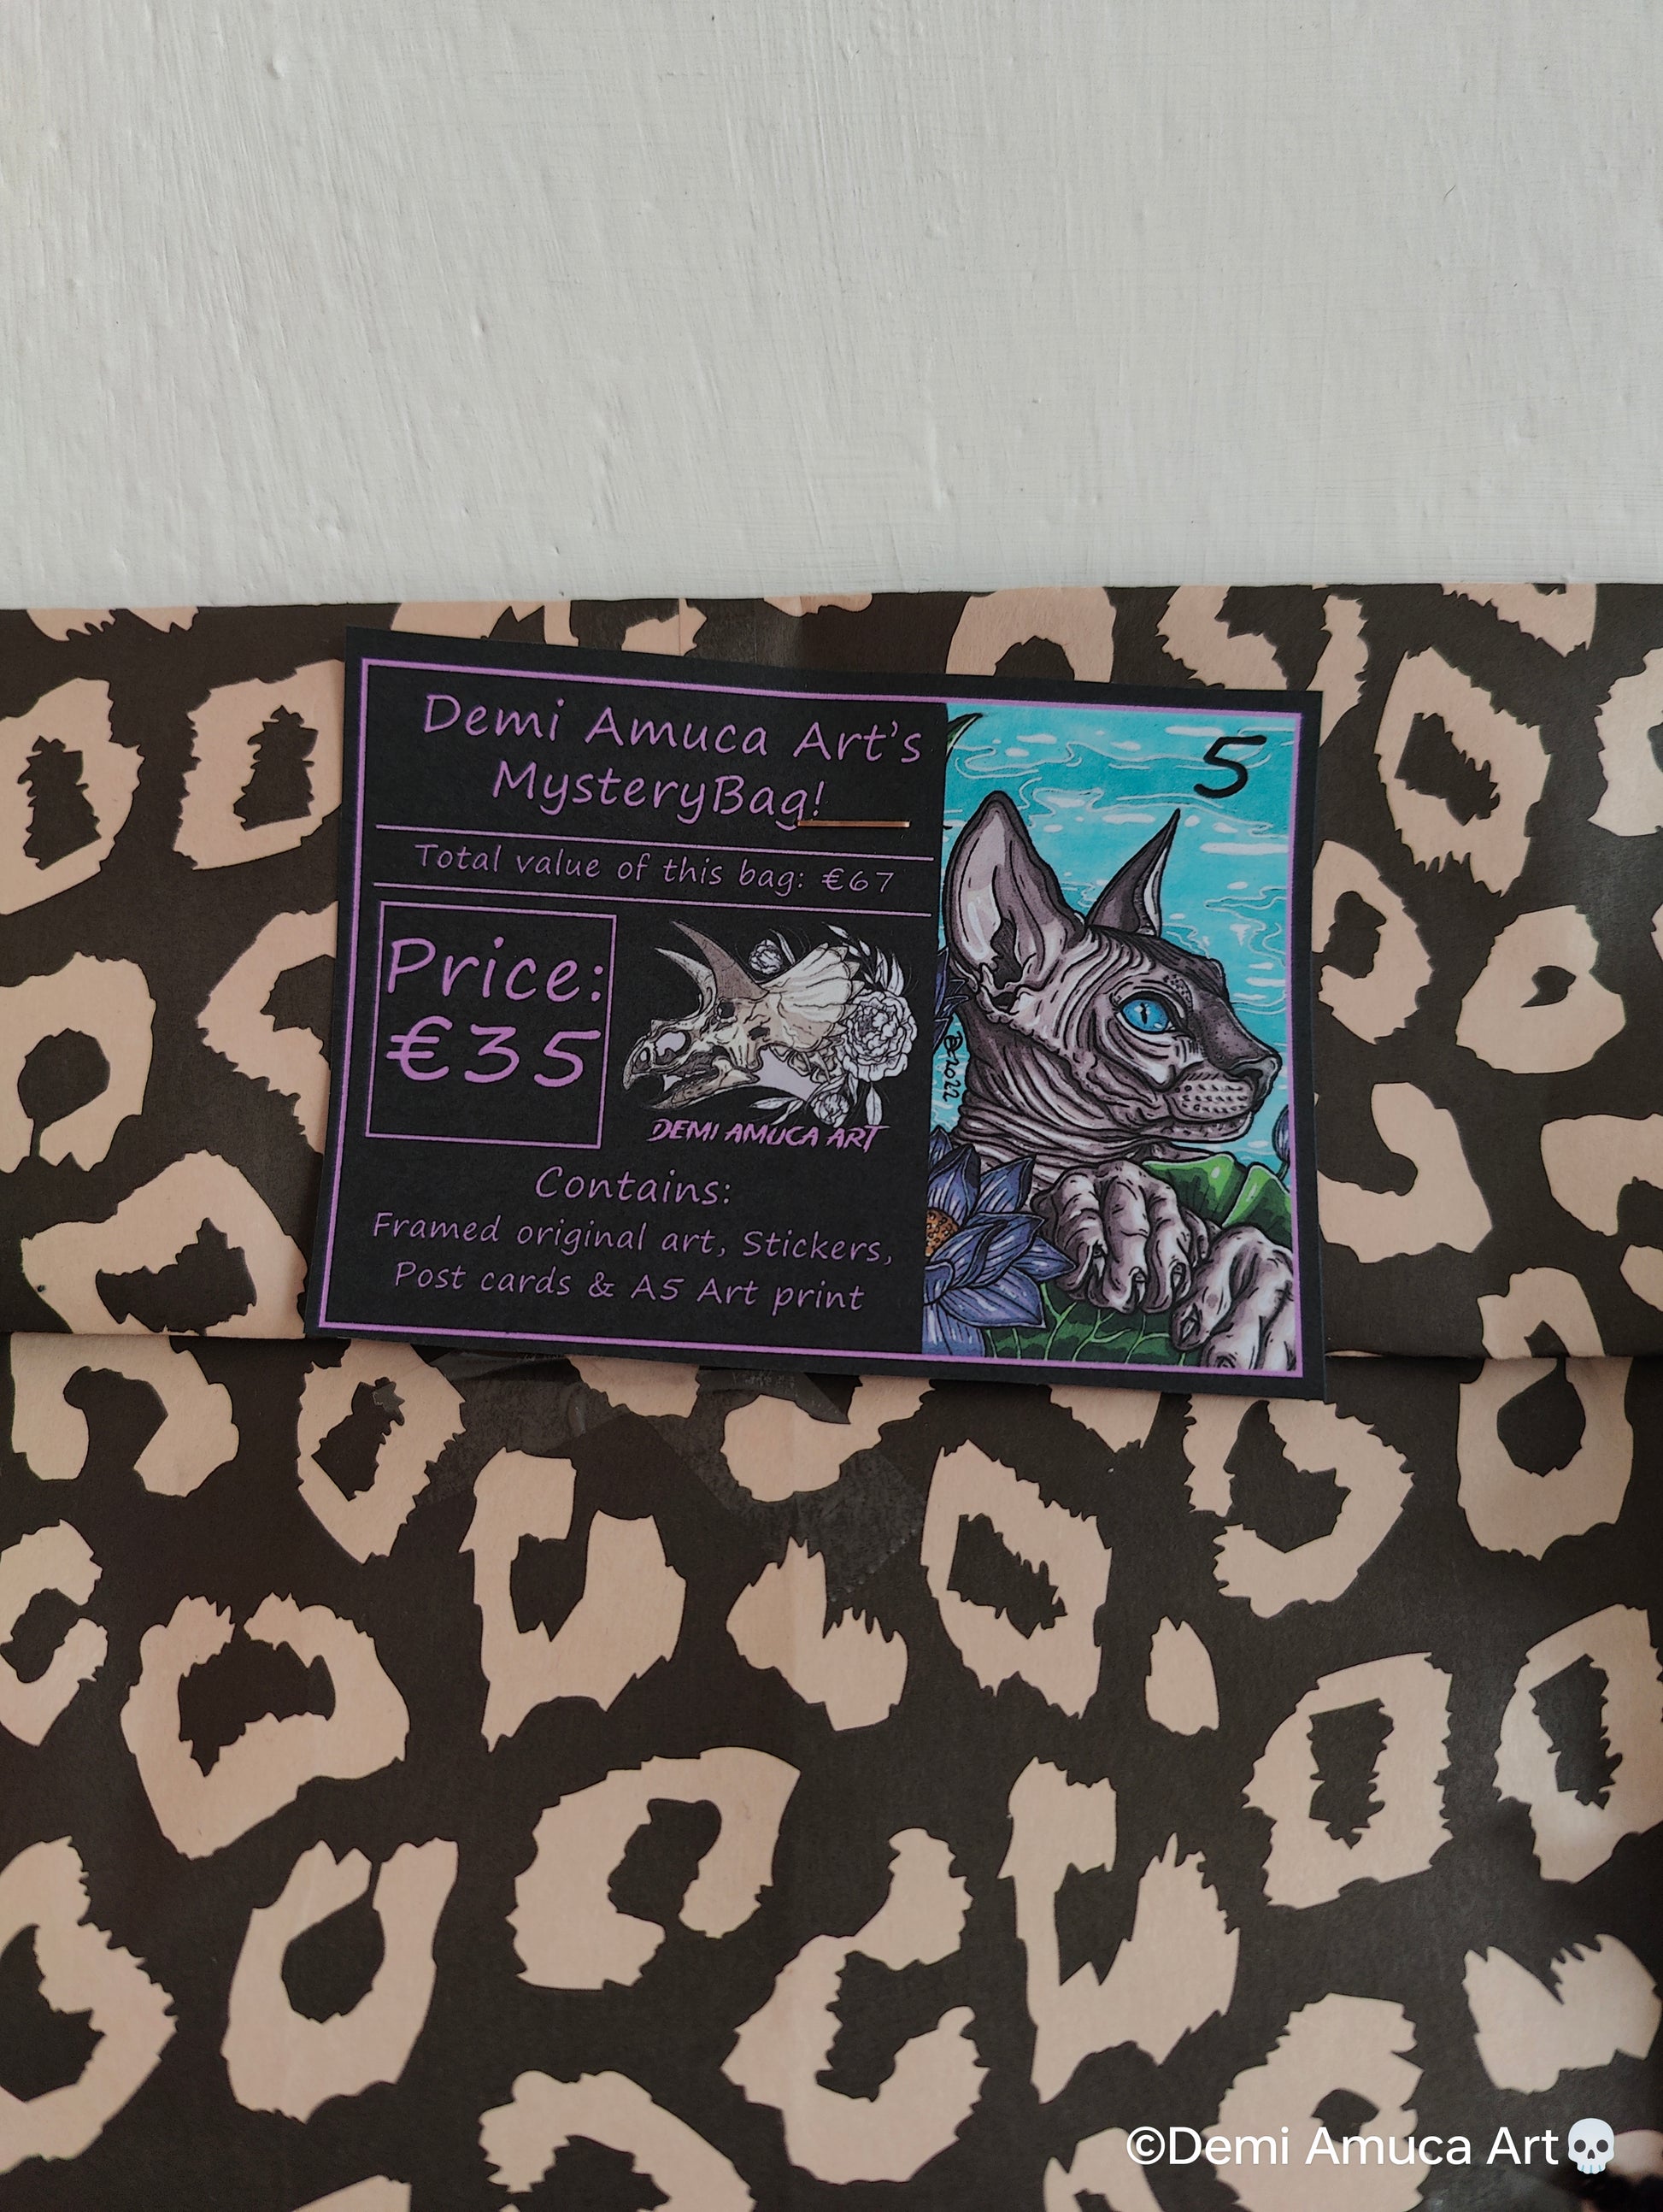 Demi Amuca Art's
MysteryBag!
Total value of this bag: €67
Price:
€35
DEMI AMUCA ART
Contains:
Framed original art, Stickers,
Post cards & A5 Art print
5
©Demi Amuca Art💀